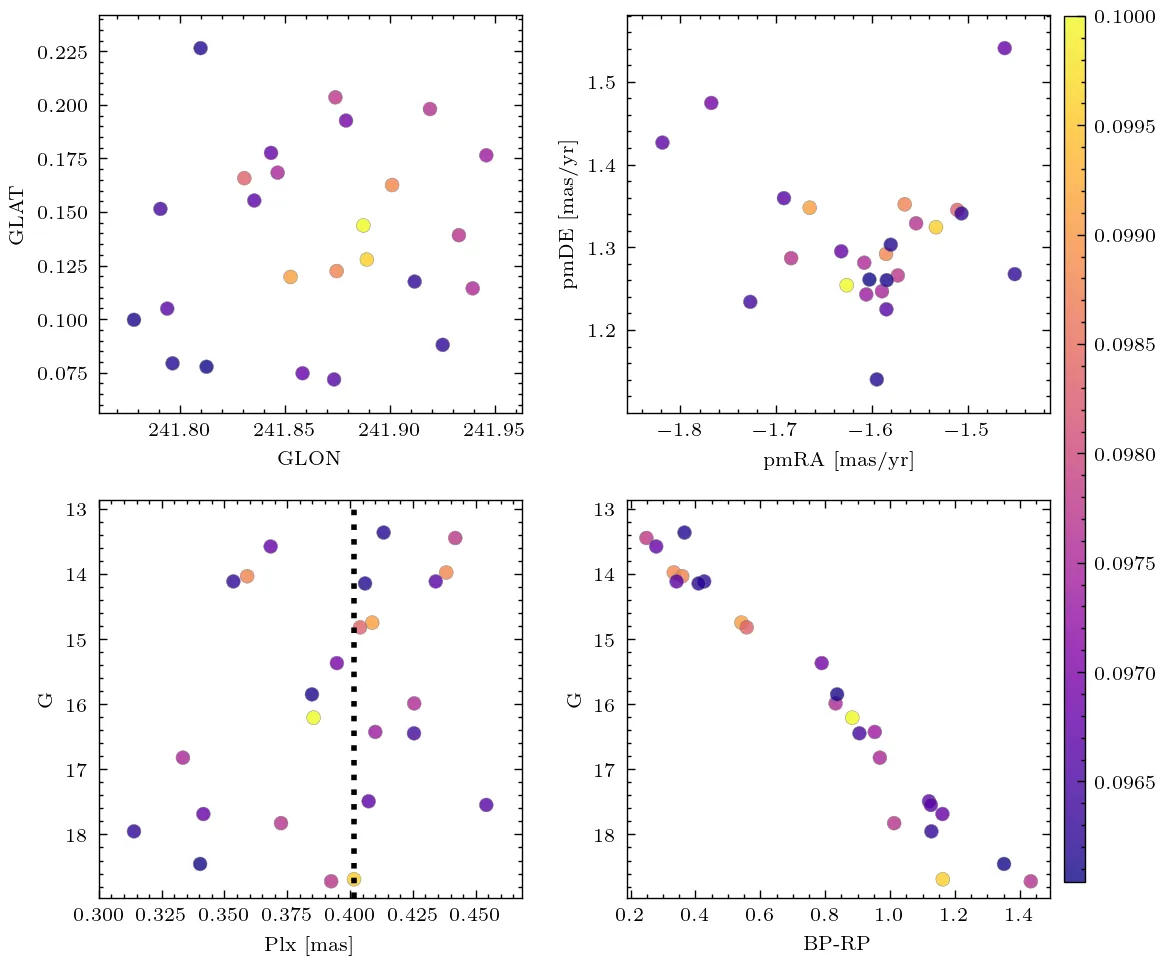 0.225
0.200
0.175
0.150
0.125
0.100
0.075
GLAT
241.80 241.85 241.90 241.95
GLON
1.5
1.4
1.3
1.2
pmDE [mas/yr]
−1.8 −1.7 −1.6 −1.5
pmRA [mas/yr]
0.1000
0.0995
0.0990
0.0985
0.0980
0.0975
0.0970
0.0965
13
14
15
16
17
18
G
0.300 0.325 0.350 0.375 0.400 0.425 0.450
Plx [mas]
13
14
15
16
17
18
G
0.2 0.4 0.6 0.8 1.0 1.2 1.4
BP-RP